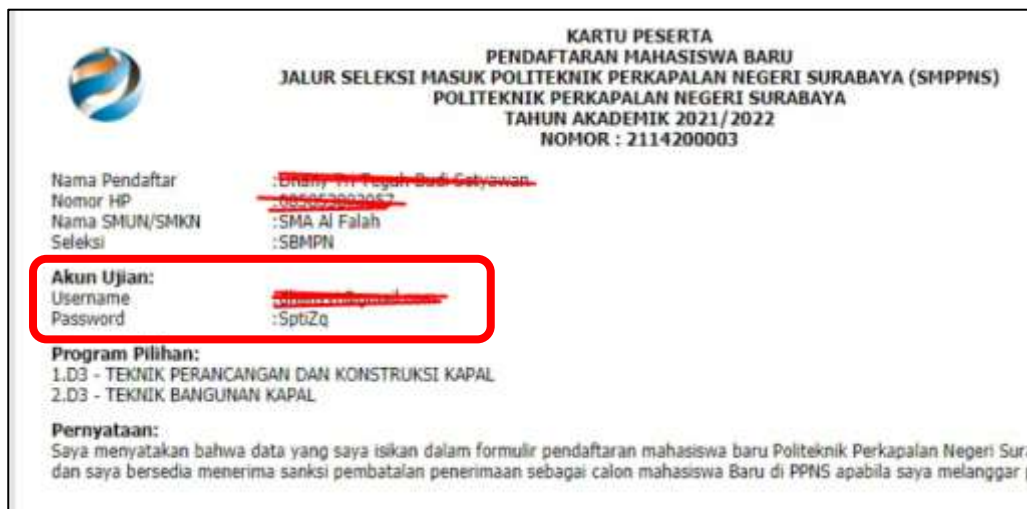 KARTU PESERTA
PENDAFTARAN MAHASISWA BARU
JALUR SELEKSI MASUK POLITEKNIK PERKAPALAN NEGERI SURABAYA (SMPPNS)
POLITEKNIK PERKAPALAN NEGERI SURABAYA
TAHUN AKADEMIK 2021/2022
NOMOR : 2114200003
Nama Pendaftar :
Nomor HP :
Nama SMUN/SMKN :SMA Al Falah
Seleksi :SBMPN
Akun Ujian:
Username :
Password :SptiZq
Program Pilihan:
1.D3 - TEKNIK PERANCANGAN DAN KONSTRUKSI KAPAL
2.D3 - TEKNIK BANGUNAN KAPAL
Pernyataan:
Saya menyatakan bahwa data yang saya isikan dalam formulir pendaftaran mahasiswa baru Politeknik Perkapalan Negeri Sura
dan saya bersedia menerima sanksi pembatalan penerimaan sebagai calon mahasiswa Baru di PPNS apabila saya melanggar